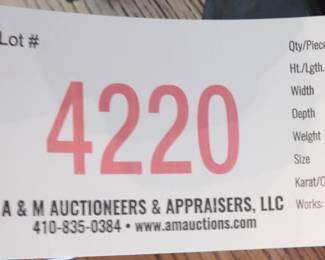 Lot #
4220
A & M AUCTIONEERS & APPRAISERS, LLC
410-835-0384 • www.amauctions.com
Qty/Piece
Ht./Lgth.
Width
Depth
Weight
Size
Karat/C
Works: